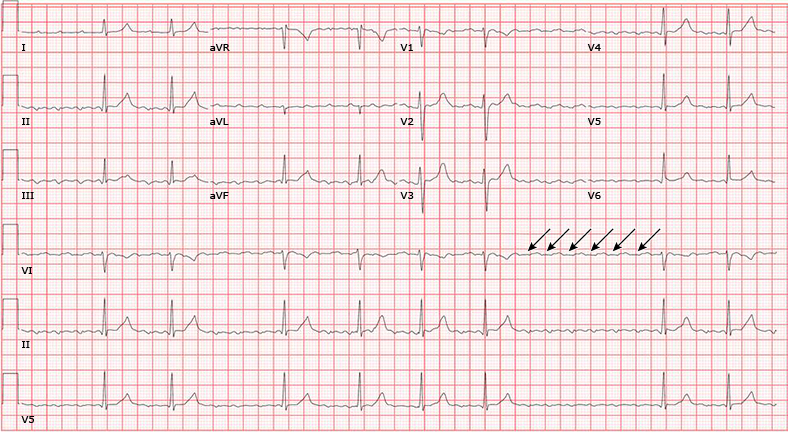 I aVR V1 V4
II aVL V2 V5
III aVF V3 V6
VI
II
V5